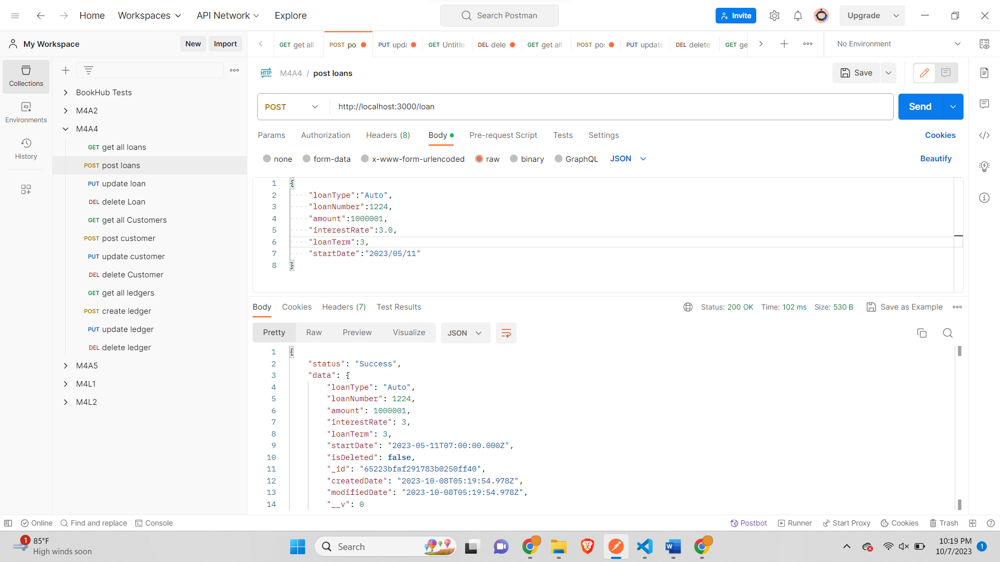 Home Workspaces API Network Explore Search Postman Invite Upgrade
My Workspace New Import
GET get all POST po PUT upda GET Untitle DEL dele GET get all POST pos PUT update DEL delete GET ge No Environment
Collections
Environments
History
BookHub Tests
M4A2
M4A4
GET get all loans
POST post loans
PUT update loan
DEL delete Loan
GET get all Customers
POST post customer
PUT update customer
DEL delete Customer
GET get all ledgers
POST create ledger
PUT update ledger
DEL delete ledger
M4A5
M4L1
M4L2
HTTP M4A4 / post loans Save
POST http://localhost:3000/loan Send
Params Authorization Headers (8) Body Pre-request Script Tests Settings Cookies
none form-data x-www-form-urlencoded raw binary GraphQL JSON Beautify
1 {
2 "loanType":"Auto",
3 "loanNumber":1224,
4 "amount":1000001,
5 "interestRate":3.0,
6 "loanTerm":3,
7 "startDate":"2023/05/11"
8 }
Body Cookies Headers (7) Test Results Status: 200 OK Time: 102 ms Size: 530 B Save as Example
Pretty Raw Preview Visualize JSON
1 {
2 "status": "Success",
3 "data": {
4 "loanType": "Auto",
5 "loanNumber": 1224,
6 "amount": 1000001,
7 "interestRate": 3,
8 "loanTerm": 3,
9 "startDate": "2023-05-11T07:00:00.000Z",
10 "isDeleted": false,
11 "_id": "65223bfaf291783b0250ff40",
12 "createdDate": "2023-10-08T05:19:54.978Z",
13 "modifiedDate": "2023-10-08T05:19:54.978Z",
14 "__v": 0
Online Find and replace Console Postbot Runner Start Proxy Cookies Trash
1 85°F
High winds soon
Search
W
10:19 PM
10/7/2023
1